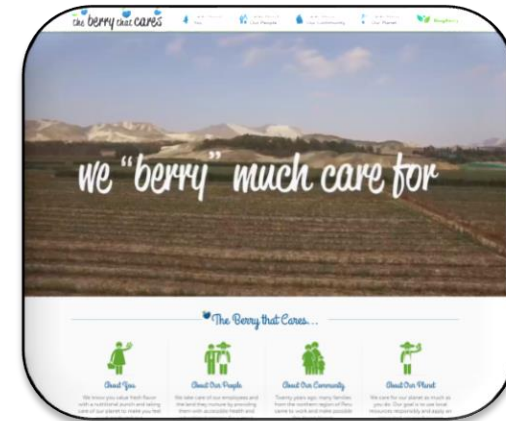 the berry that cares
You
Our People
Our Community
Our Planet
we “berry” much care for
The Berry that Cares...
About You
We know you value fresh flavor
with a nutritional punch and taking
care of our planet to make you feel
About Our People
We take care of our employees and
the land they nurture by providing
them with accessible health and
About Our Community
Twenty years ago, many families
from the northern region of Peru
came to work and make possible
About Our Planet
We care for our planet as much as
you do. Our goal is to use local
resources responsibly and apply an